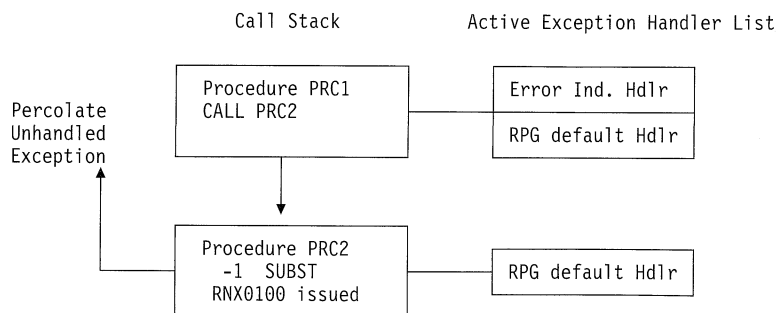 Call Stack
Active Exception Handler List
Procedure PRC1
CALL PRC2
Error Ind. Hdlr
RPG default Hdlr
Percolate
Unhandled
Exception
Procedure PRC2
-1 SUBST
RNX0100 issued
RPG default Hdlr